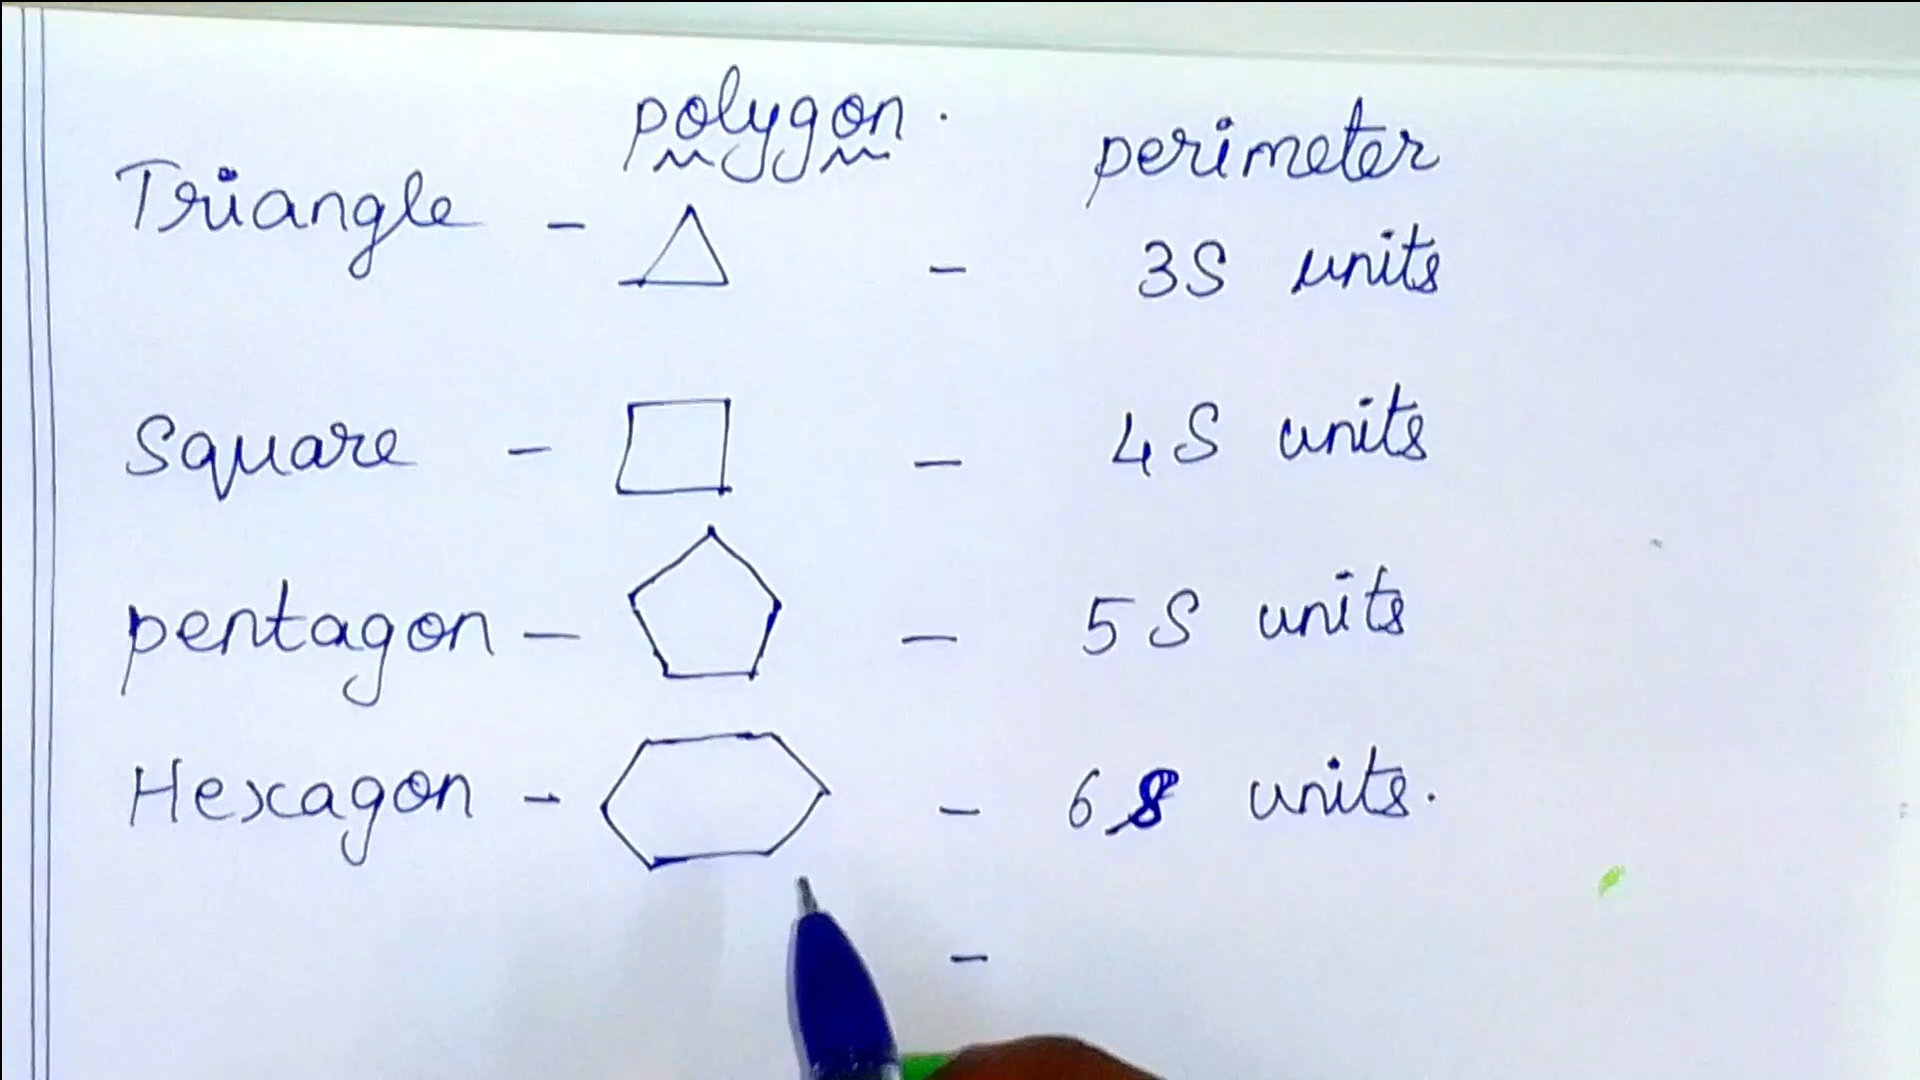 polygon. perimeter
Triangle - - 3S units
Square - - 4S units
pentagon - - 5S units
Hexagon - - 6S units.
-